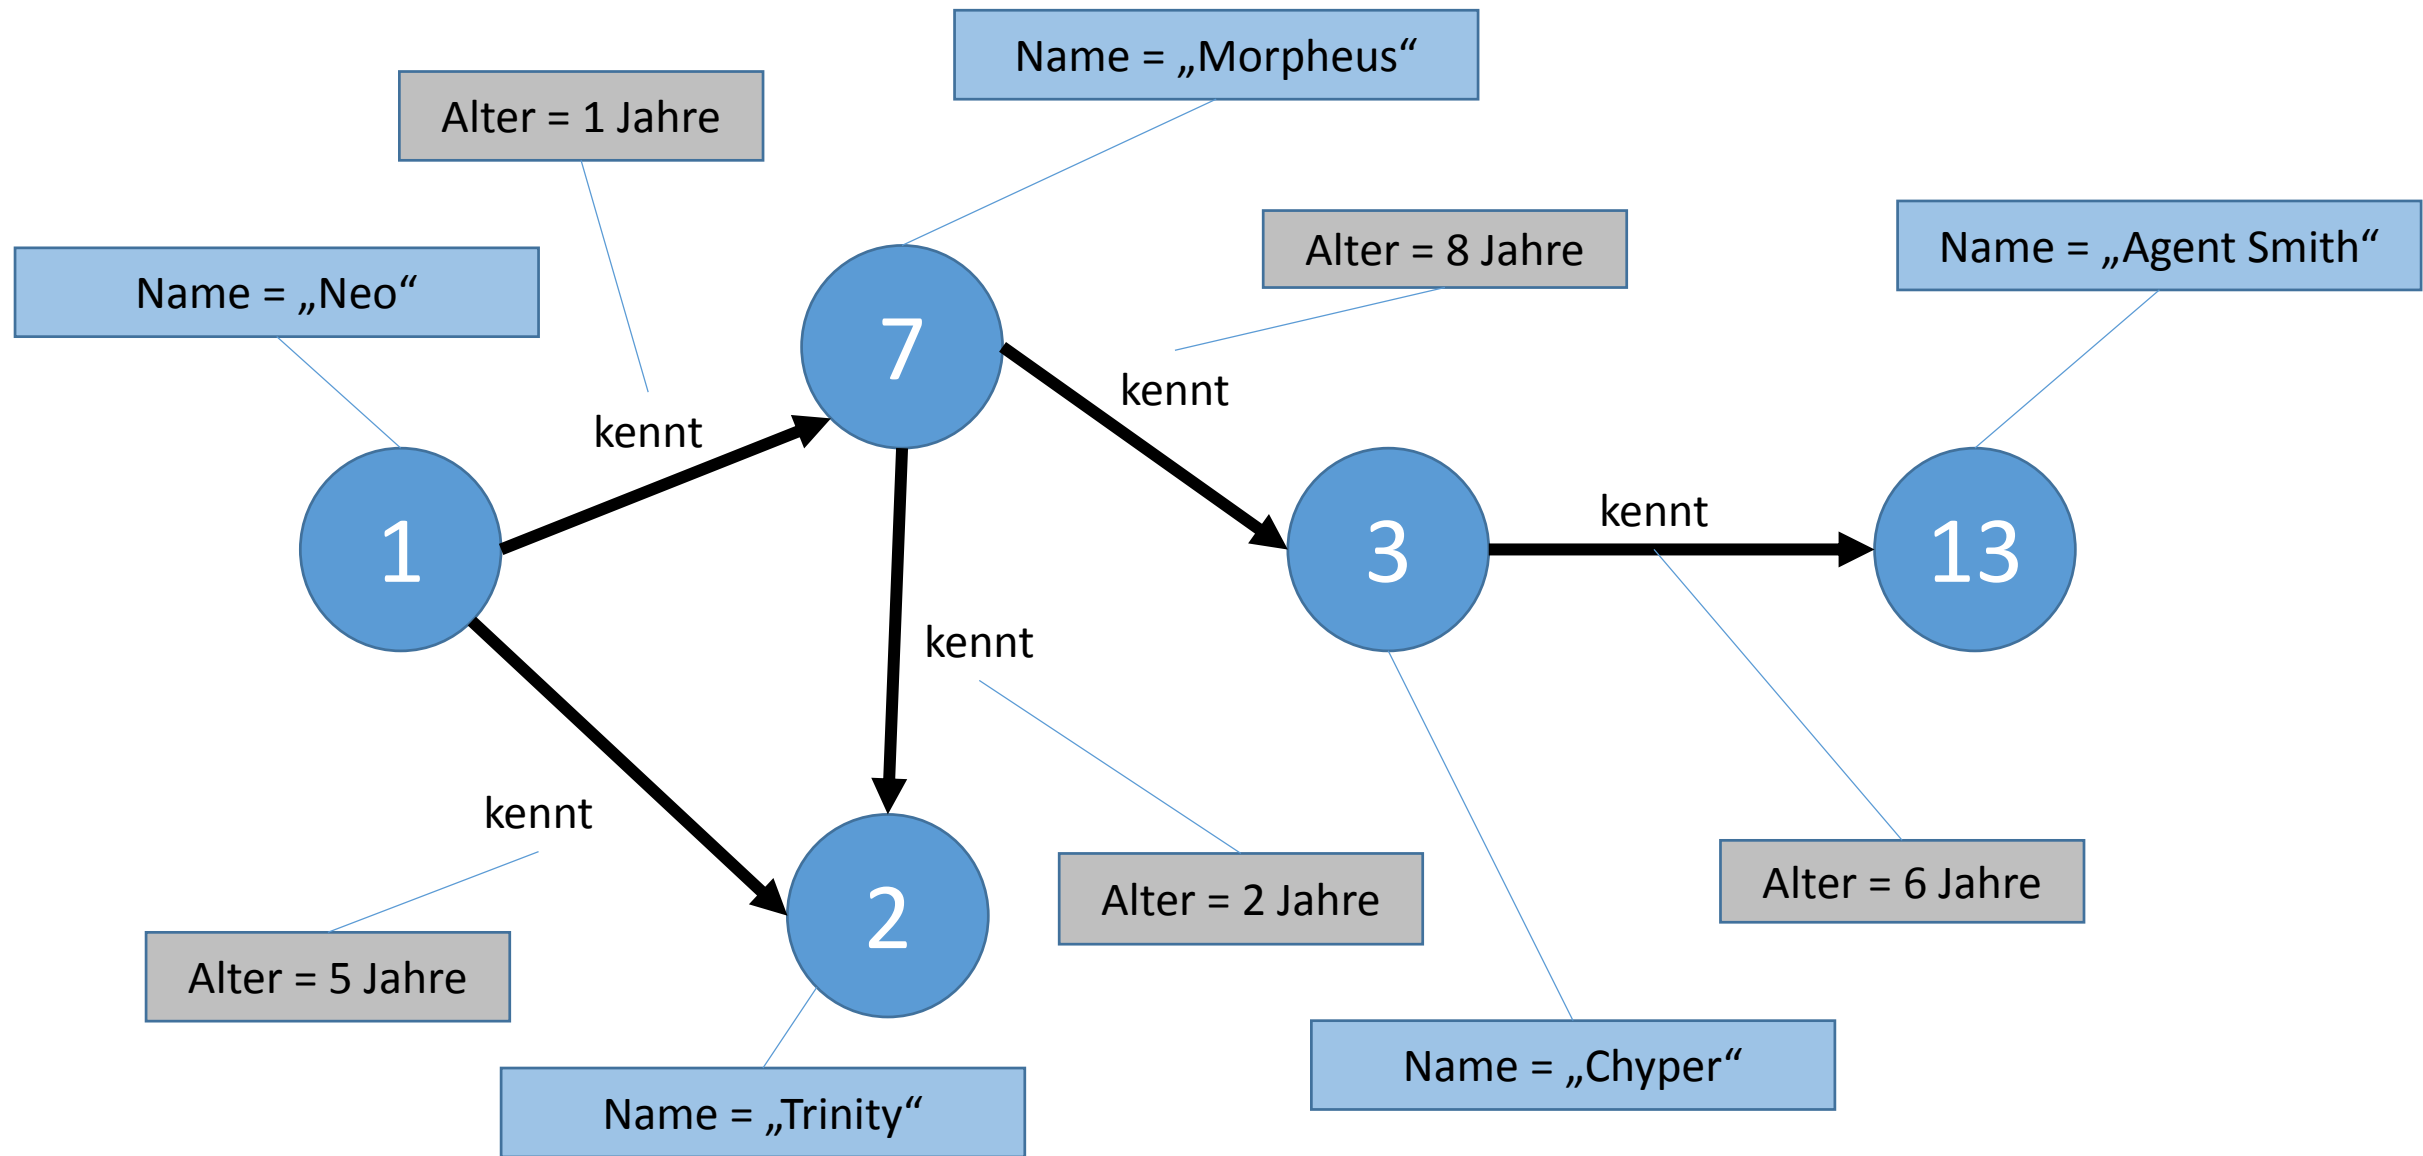 Name = „Morpheus“
Alter = 1 Jahre
Name = „Agent Smith“
Alter = 8 Jahre
Name = „Neo“
7
kennt
kennt
1
kennt
3
13
kennt
kennt
2
Alter = 2 Jahre
Alter = 6 Jahre
Alter = 5 Jahre
Name = „Chyper“
Name = „Trinity“